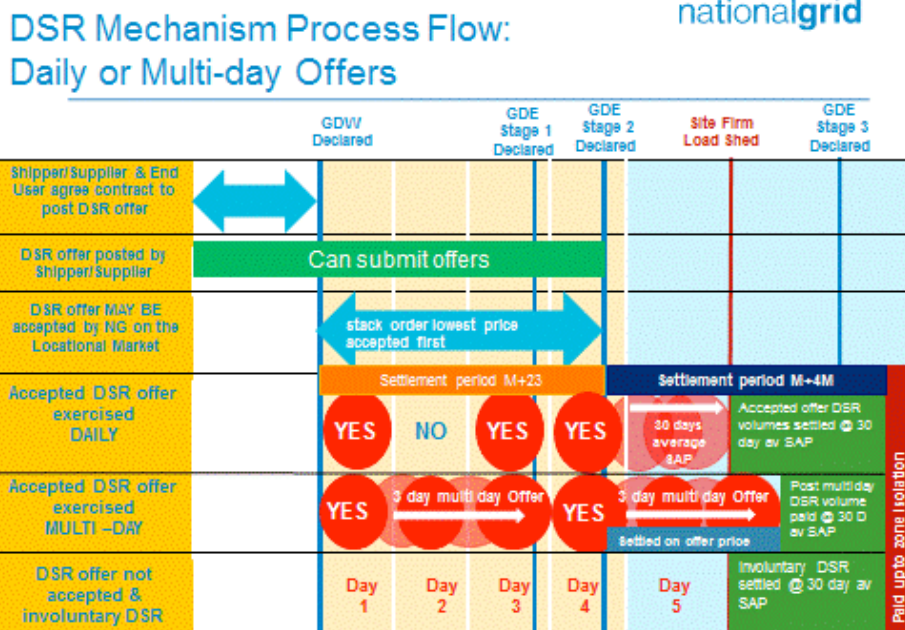 nationalgrid
DSR Mechanism Process Flow:
Daily or Multi-day Offers
GDW
Declared
GDE
Stage 1
Declared
GDE
Stage 2
Declared
Site Firm
Load Shed
GDE
Stage 3
Declared
Shipper/Supplier & End
User agree contract to
post DSR offer
DSR offer posted by
Shipper/Supplier
Can submit offers
DSR offer MAY BE
accepted by NG on the
Locational Market
stack order lowest price
accepted first
Settlement period M+23
Settlement period M+4M
Accepted DSR offer
exercised
DAILY
YES
NO
YES
YES
30 days
average
SAP
Accepted offer DSR
volumes settled @ 30
day av SAP
Accepted DSR offer
exercised
MULTI –DAY
YES
3 day multi day Offer
YES
3 day multi day Offer
Settled on offer price
Post multiday
DSR volume
paid @ 30 D
av SAP
DSR offer not
accepted &
involuntary DSR
Day
1
Day
2
Day
3
Day
4
Day
5
Involuntary DSR
settled @ 30 day av
SAP
Paid up to zone isolation